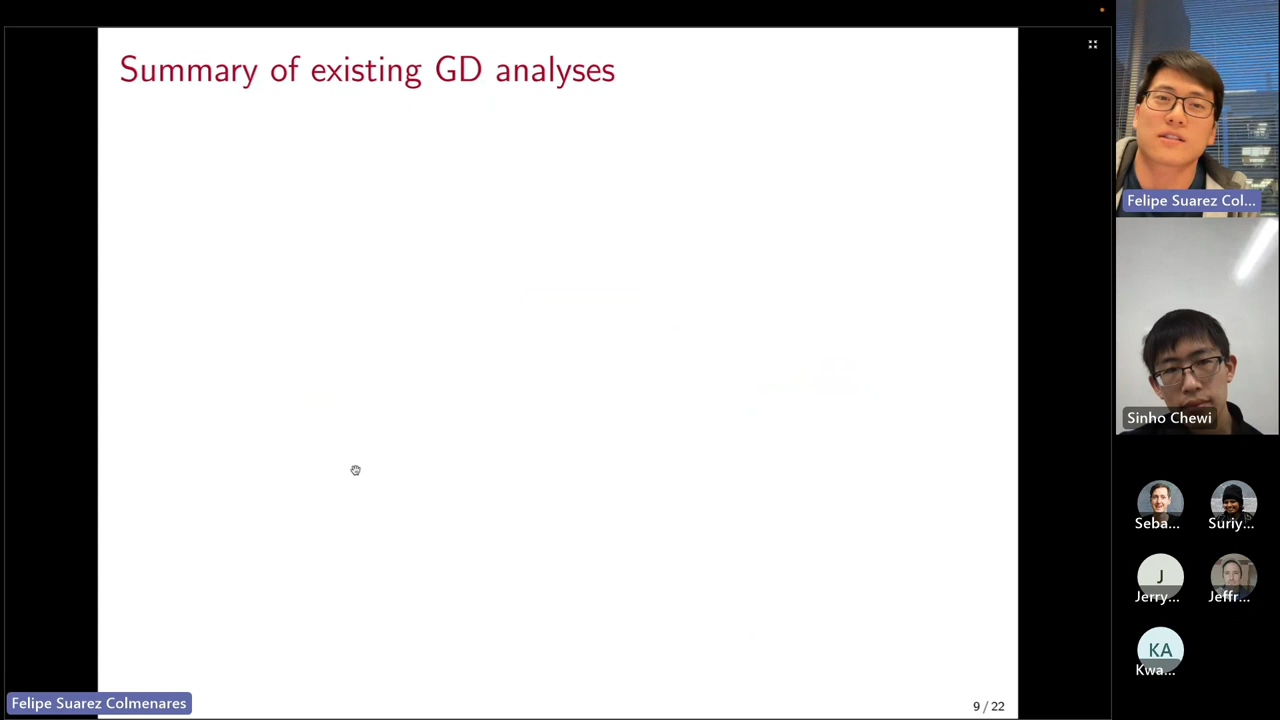 Summary of existing GD analyses
9 / 22
Felipe Suarez Colmenares
Felipe Suarez Col...
Sinho Chewi
Seba...
Suriy...
J
Jerry...
Jeffr...
KA
Kwa...